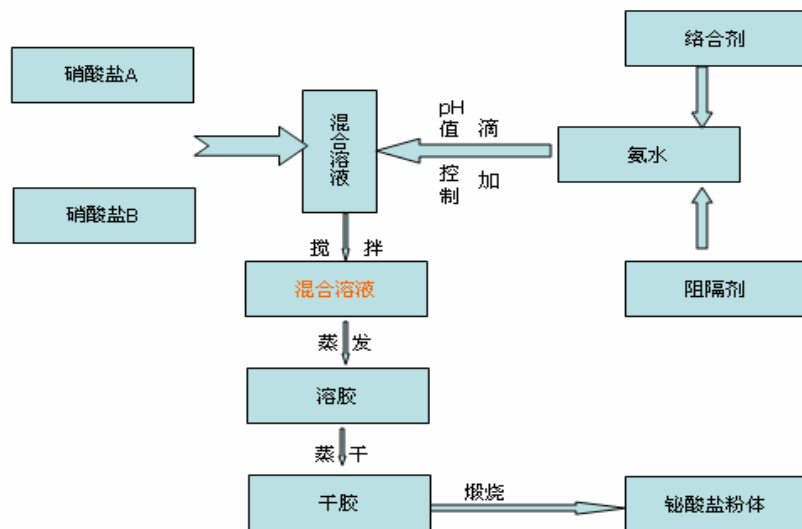 络合剂
硝酸盐A
混合溶液
pH
值 滴
控 加
制
氨水
硝酸盐B
搅 拌
混合溶液
阻隔剂
蒸 发
溶胶
蒸 干
干胶
煅烧
铋酸盐粉体